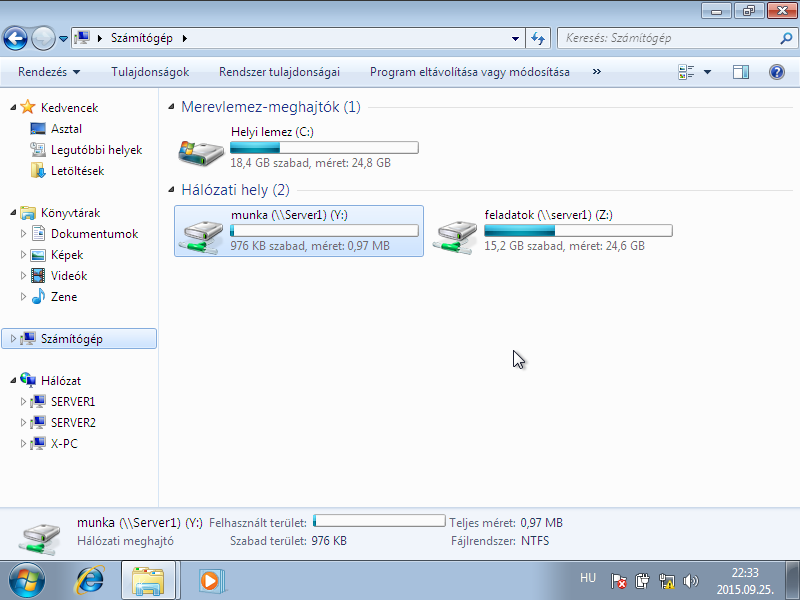 Számítógép
Keresés: Számítógép
Rendezés Tulajdonságok Rendszer tulajdonságai Program eltávolítása vagy módosítása »
Kedvencek
Asztal
Legutóbbi helyek
Letöltések
Könyvtárak
Dokumentumok
Képek
Videók
Zene
Számítógép
Hálózat
SERVER1
SERVER2
X-PC
Merevlemez-meghajtók (1)
Helyi lemez (C:)
18,4 GB szabad, méret: 24,8 GB
Hálózati hely (2)
munka (\\Server1) (Y:)
976 KB szabad, méret: 0,97 MB
feladatok (\\server1) (Z:)
15,2 GB szabad, méret: 24,6 GB
munka (\\Server1) (Y:) Felhasznált terület: Teljes méret: 0,97 MB
Hálózati meghajtó Szabad terület: 976 KB Fájlrendszer: NTFS
HU
22:33
2015.09.25.